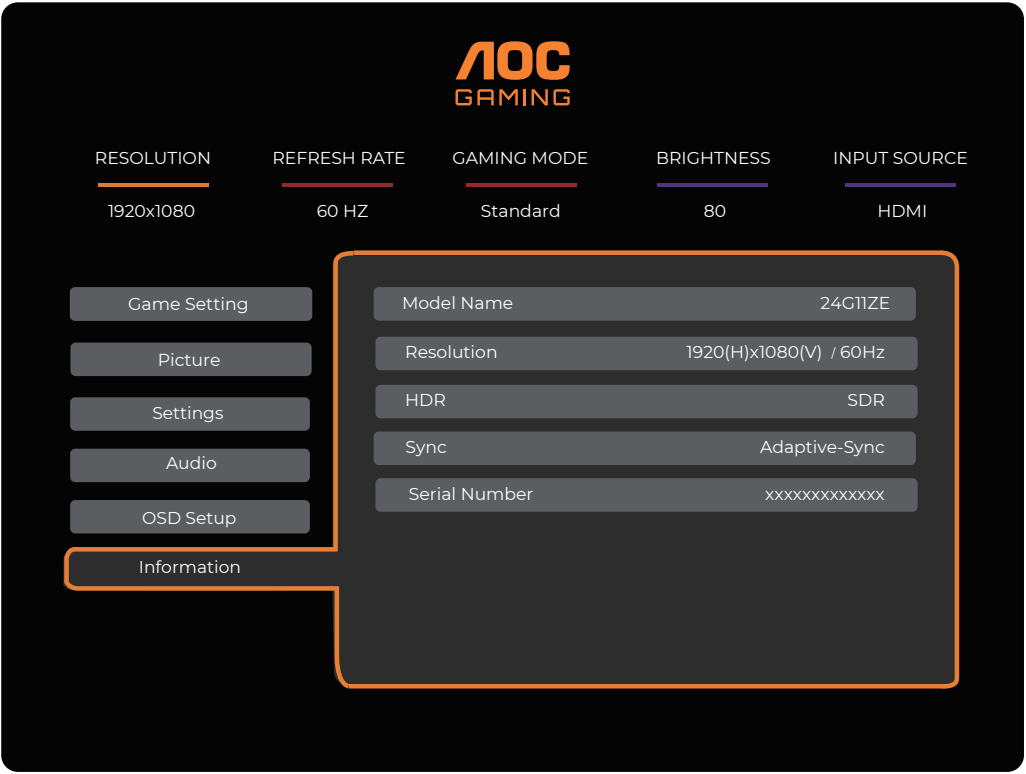 AOC
GAMING
RESOLUTION REFRESH RATE GAMING MODE BRIGHTNESS INPUT SOURCE
1920x1080 60 HZ Standard 80 HDMI
Game Setting
Picture
Settings
Audio
OSD Setup
Information
Model Name 24G11ZE
Resolution 1920(H)x1080(V) / 60Hz
HDR SDR
Sync Adaptive-Sync
Serial Number xxxxxxxxxxxxx